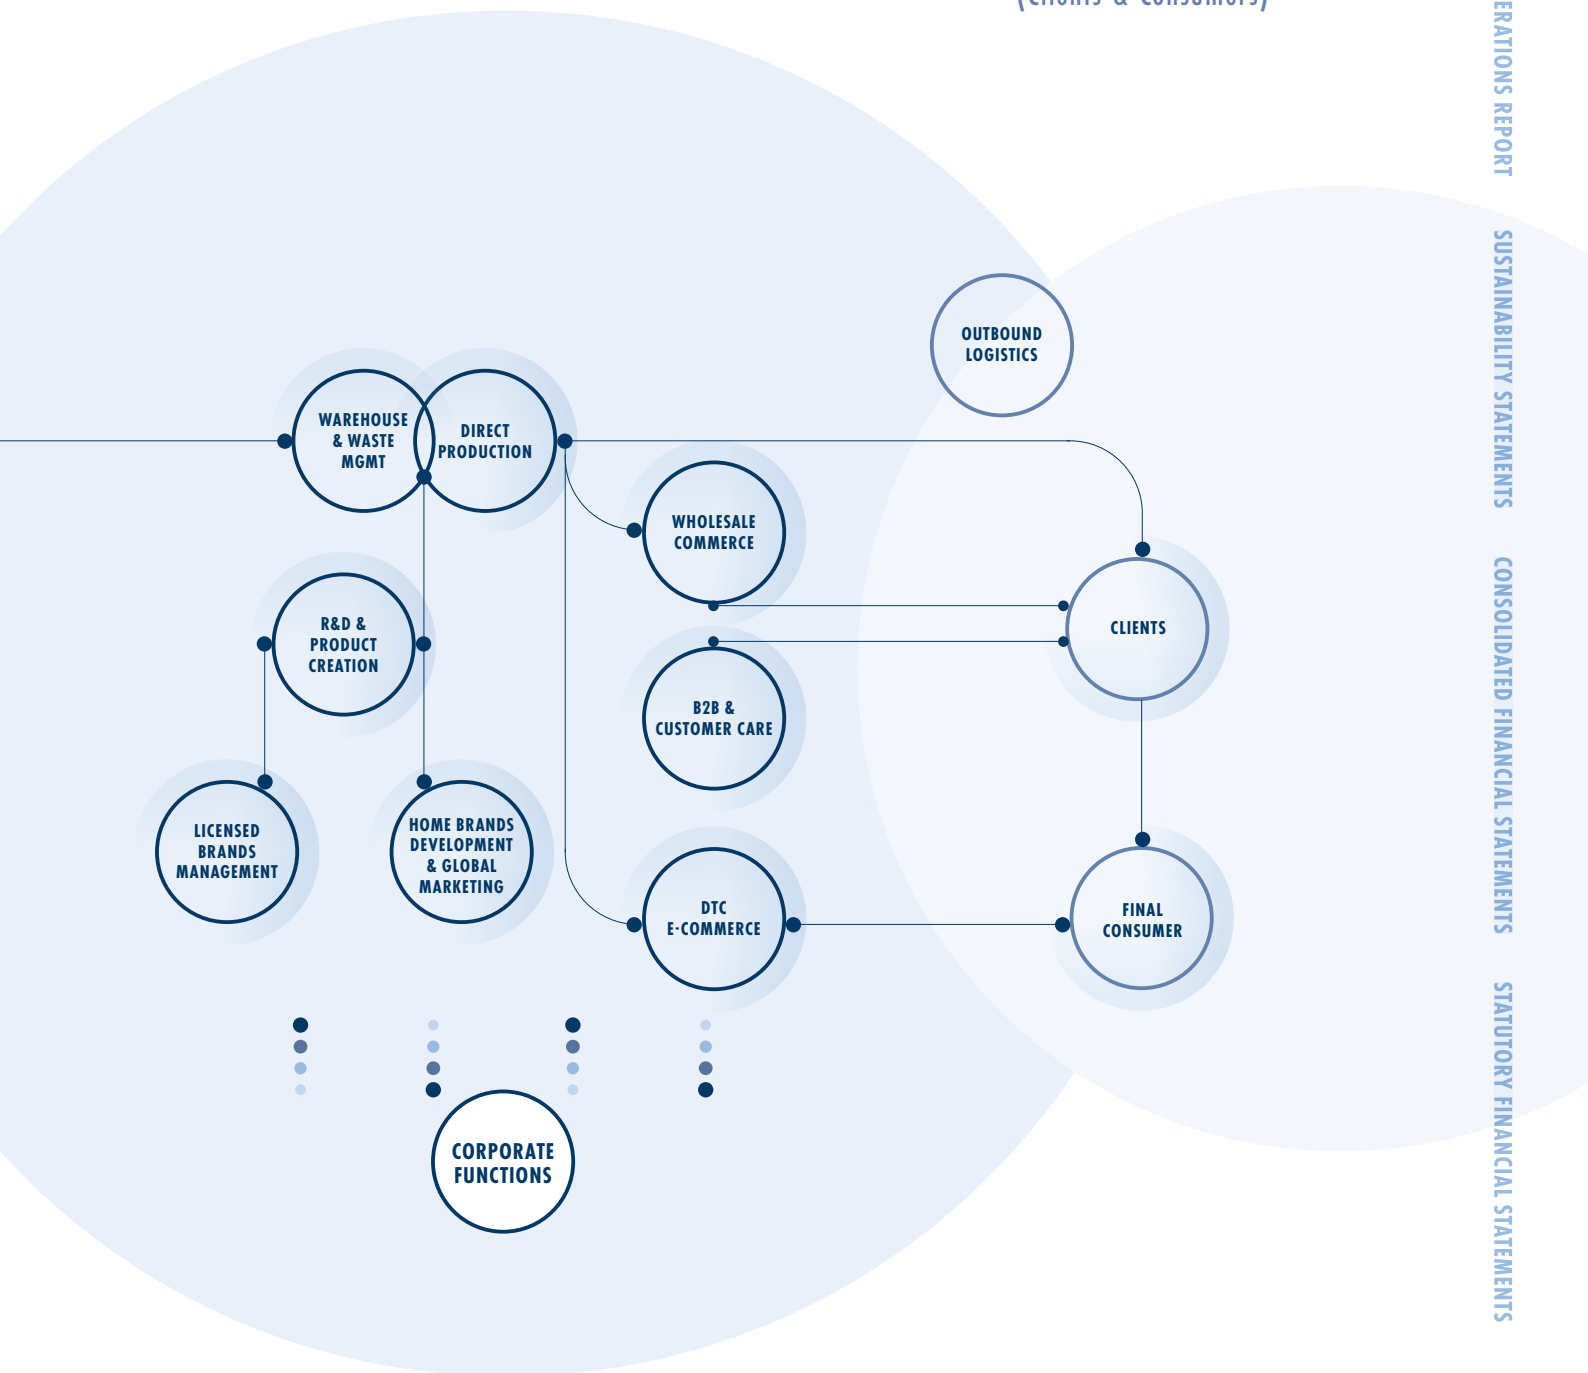 (CLIENTS & CONSUMERS)
OUTBOUND
LOGISTICS
WAREHOUSE
& WASTE
MGMT
DIRECT
PRODUCTION
WHOLESALE
COMMERCE
R&D &
PRODUCT
CREATION
CLIENTS
B2B &
CUSTOMER CARE
LICENSED
BRANDS
MANAGEMENT
HOME BRANDS
DEVELOPMENT
& GLOBAL
MARKETING
DTC
E-COMMERCE
FINAL
CONSUMER
CORPORATE
FUNCTIONS
ERATIONS REPORT
SUSTAINABILITY STATEMENTS
CONSOLIDATED FINANCIAL STATEMENTS
STATUTORY FINANCIAL STATEMENTS